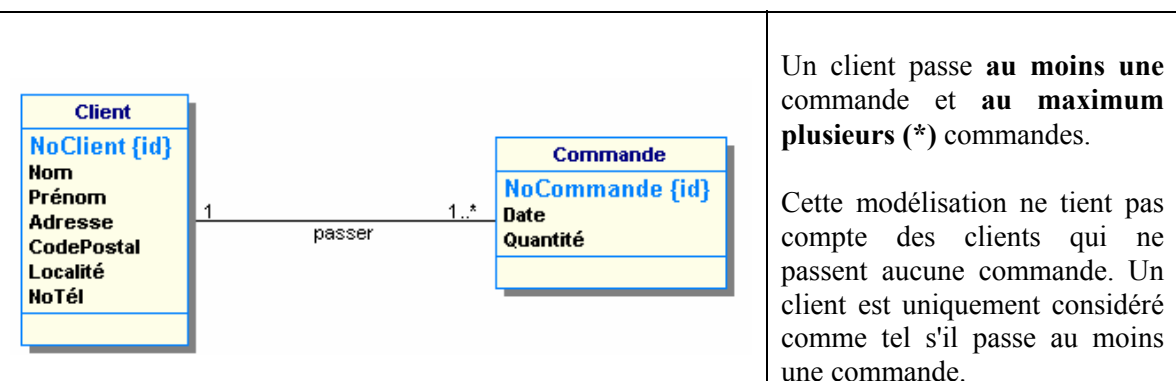 Client
NoClient {id}
Nom
Prénom
Adresse
CodePostal
Localité
NoTél
1
passer
1..*
Commande
NoCommande {id}
Date
Quantité
Un client passe au moins une
commande et au maximum
plusieurs (*) commandes.
Cette modélisation ne tient pas
compte des clients qui ne
passent aucune commande. Un
client est uniquement considéré
comme tel s'il passe au moins
une commande.